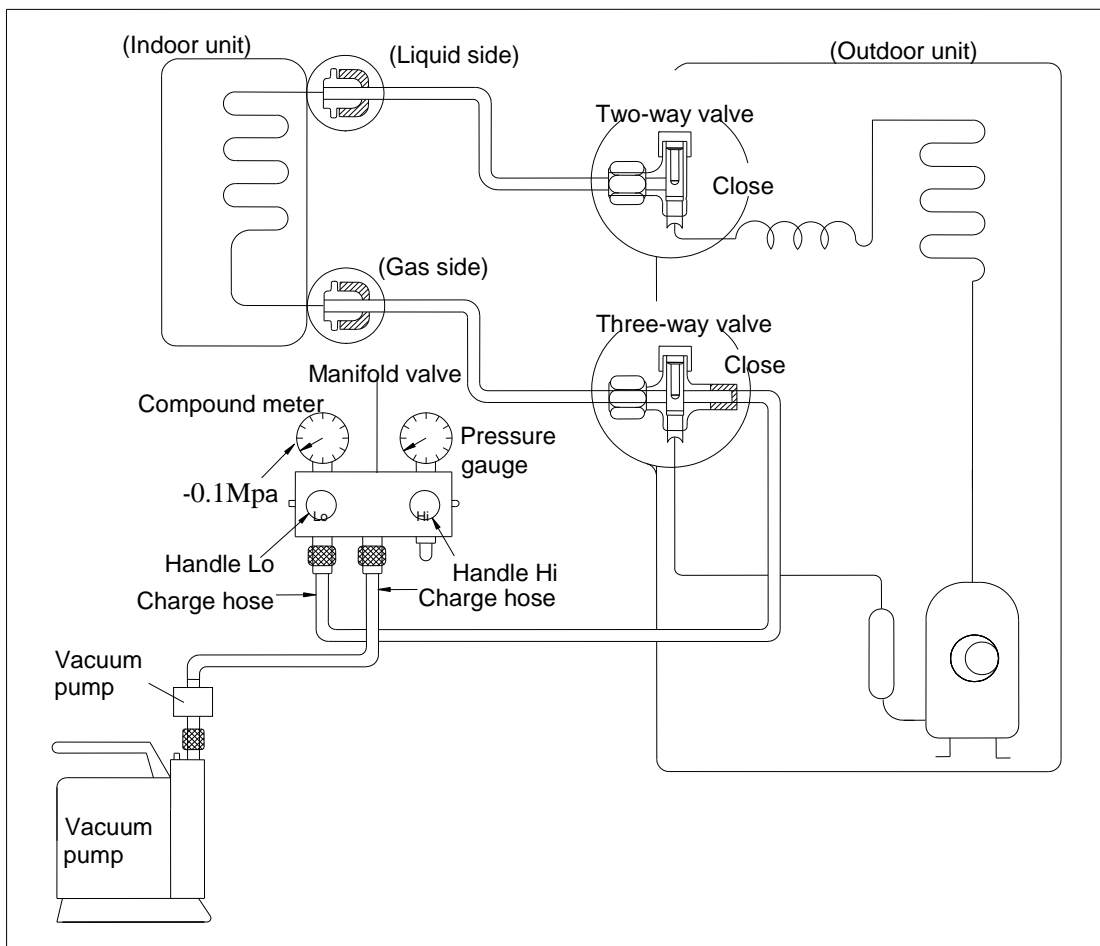 (Indoor unit)
(Liquid side)
(Outdoor unit)
Two-way valve
Close
(Gas side)
Three-way valve
Close
Manifold valve
Compound meter
Pressure
gauge
-0.1Mpa
Lo
Hi
Handle Lo
Handle Hi
Charge hose
Charge hose
Vacuum
pump
Vacuum
pump